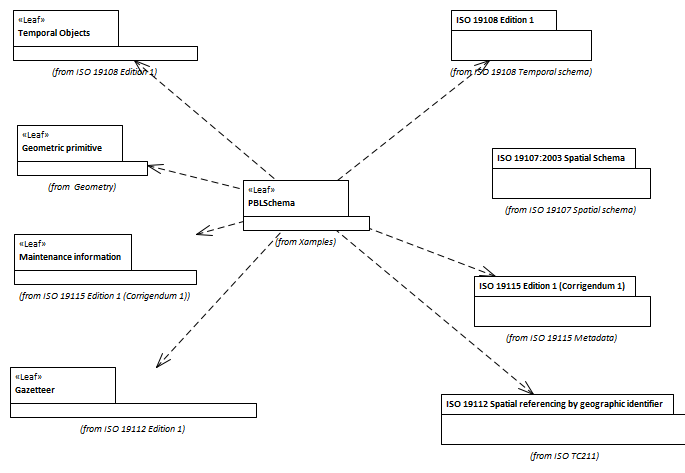 «Leaf»
Temporal Objects
(from ISO 19108 Edition 1)
ISO 19108 Edition 1
(from ISO 19108 Temporal schema)
«Leaf»
Geometric primitive
(from  Geometry)
ISO 19107:2003 Spatial Schema
(from ISO 19107 Spatial schema)
«Leaf»
PBLSchema
(from Xamples)
«Leaf»
Maintenance information
(from ISO 19115 Edition 1 (Corrigendum 1))
ISO 19115 Edition 1 (Corrigendum 1)
(from ISO 19115 Metadata)
«Leaf»
Gazetteer
(from ISO 19112 Edition 1)
ISO 19112 Spatial referencing by geographic identifier
(from ISO TC211)